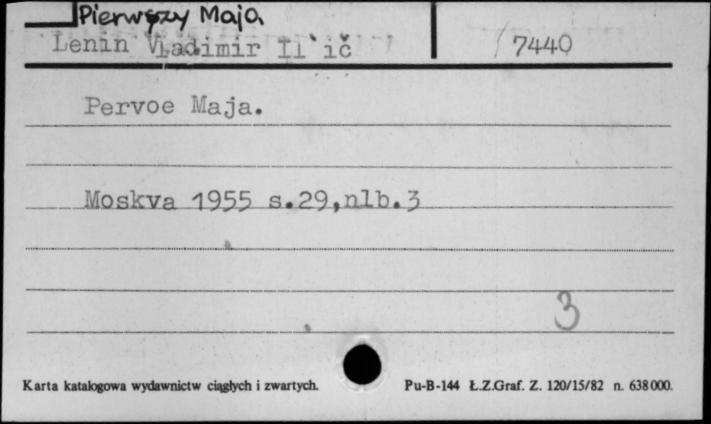 Pierwszy Maja
Lenin Vladimir Il`ič
7440
Pervoe Maja.
Moskva 1955 s.29,nlb.3
3
Karta katalogowa wydawnictw ciągłych i zwartych.
Pu-B-144 Ł.Z.Graf. Z. 120/15/82 n. 638000.